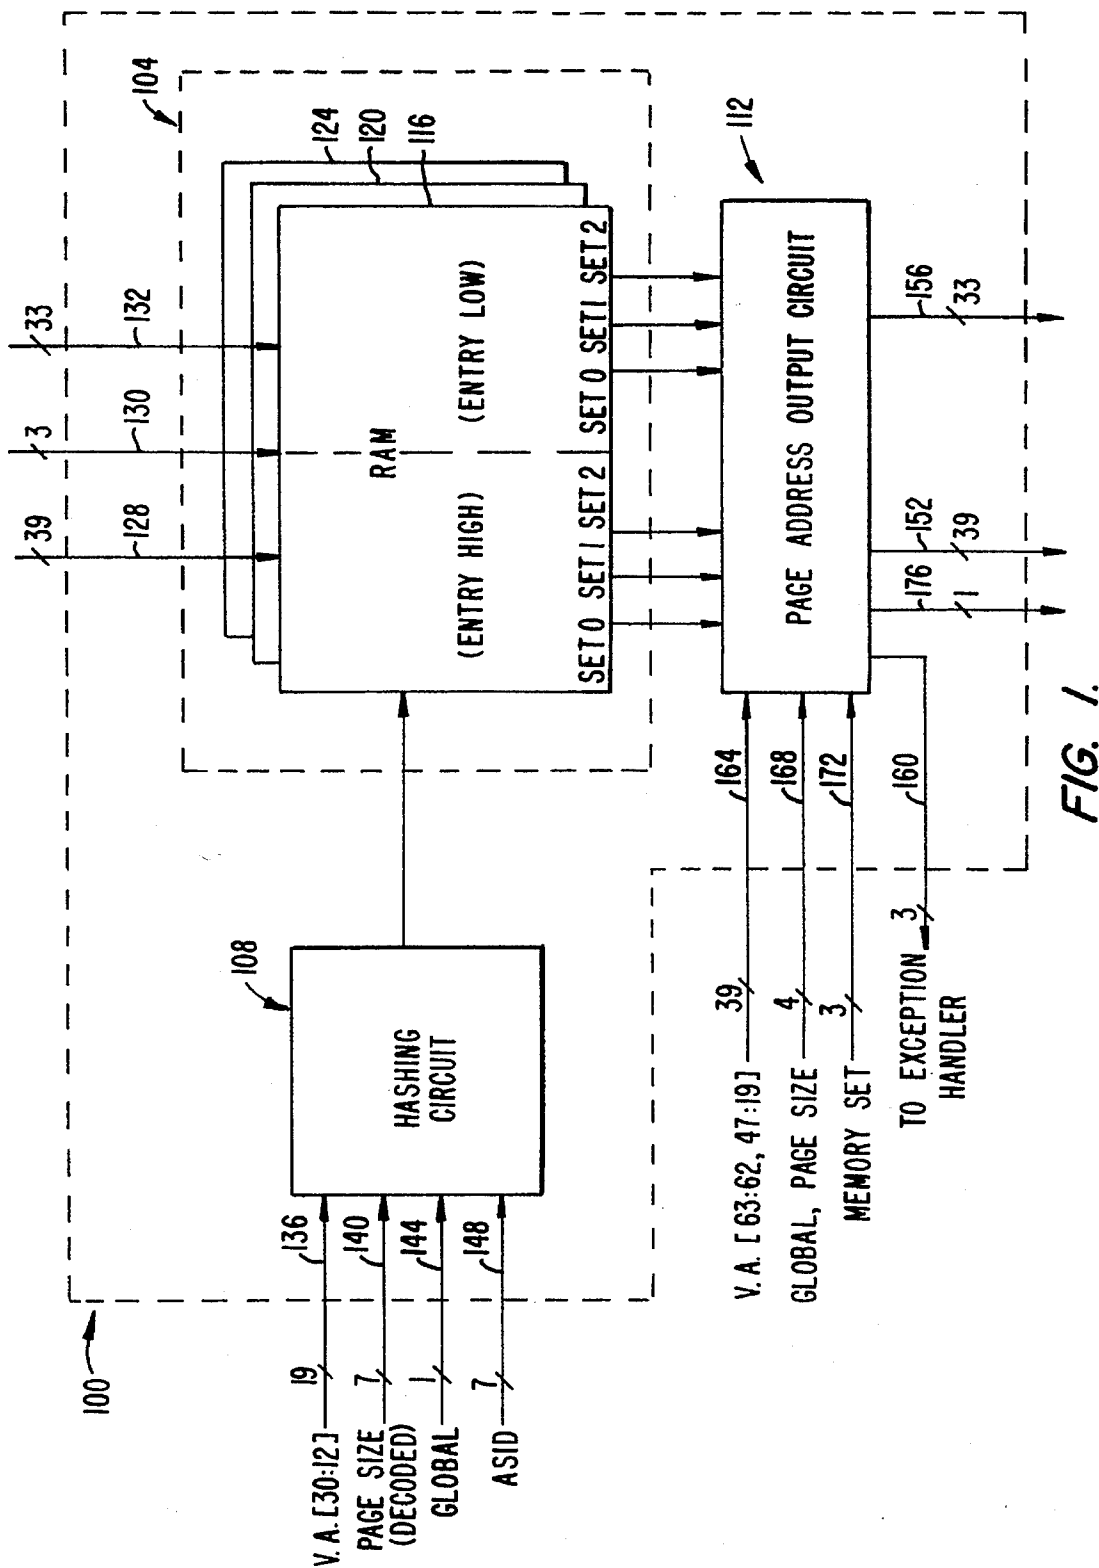 100
104
124
120
116
33
132
3
130
39
128
RAM
(ENTRY HIGH)
(ENTRY LOW)
SET 0 SET 1 SET 2
SET 0 SET 1 SET 2
108
HASHING
CIRCUIT
V.A. [30:12]
19
136
PAGE SIZE
(DECODED)
7
140
GLOBAL
1
144
ASID
7
148
112
PAGE ADDRESS OUTPUT CIRCUIT
V.A. [63:62, 47:19]
39
164
GLOBAL, PAGE SIZE
4
168
MEMORY SET
3
172
TO EXCEPTION
HANDLER
3
160
176
1
152
39
156
33
FIG. 1.